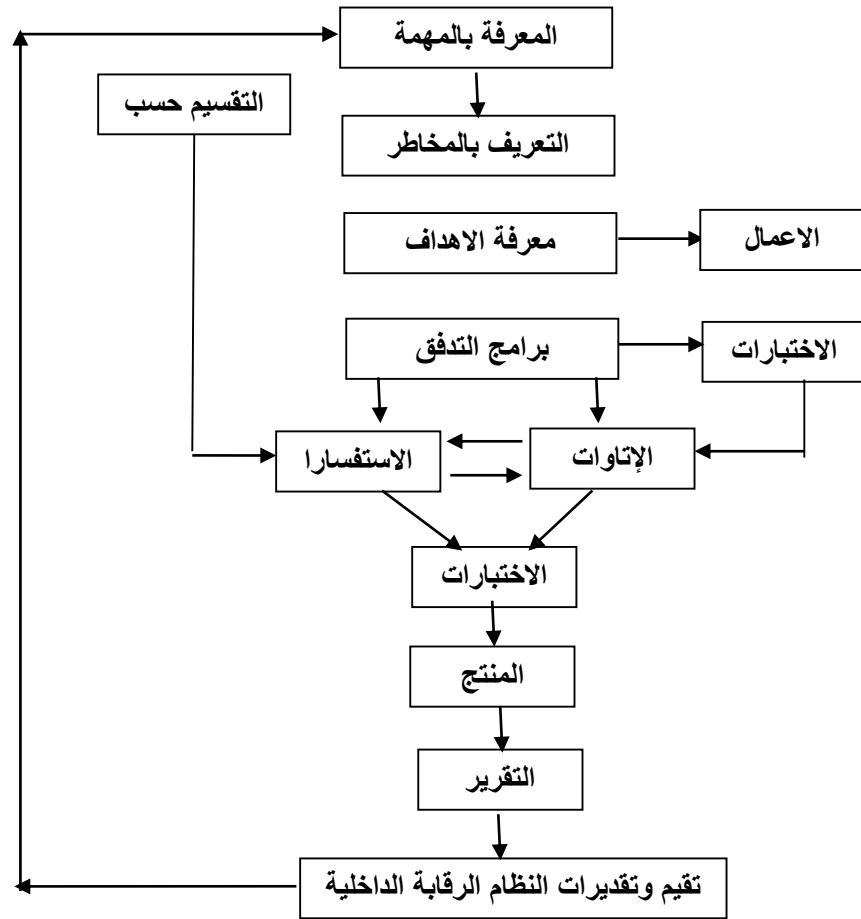 المعرفة بالمهمة
التقسيم حسب
التعريف بالمخاطر
معرفة الاهداف
الاعمال
برامج التدفق
الاختبارات
الإتاوات
الاستفسارا
الاختبارات
المنتج
التقرير
تقيم وتقديرات النظام الرقابة الداخلية